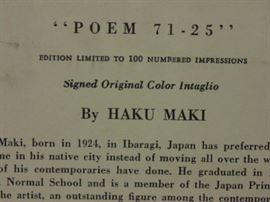 “POEM 71-25”
EDITION LIMITED TO 100 NUMBERED IMPRESSIONS
Signed Original Color Intaglio
By HAKU MAKI
Maki, born in 1924, in Ibaragi, Japan has preferred
ne in his native city instead of moving all over the w
of his contemporaries have done. He graduated in
Normal School and is a member of the Japan Prin
he artist, an outstanding figure among the contempor